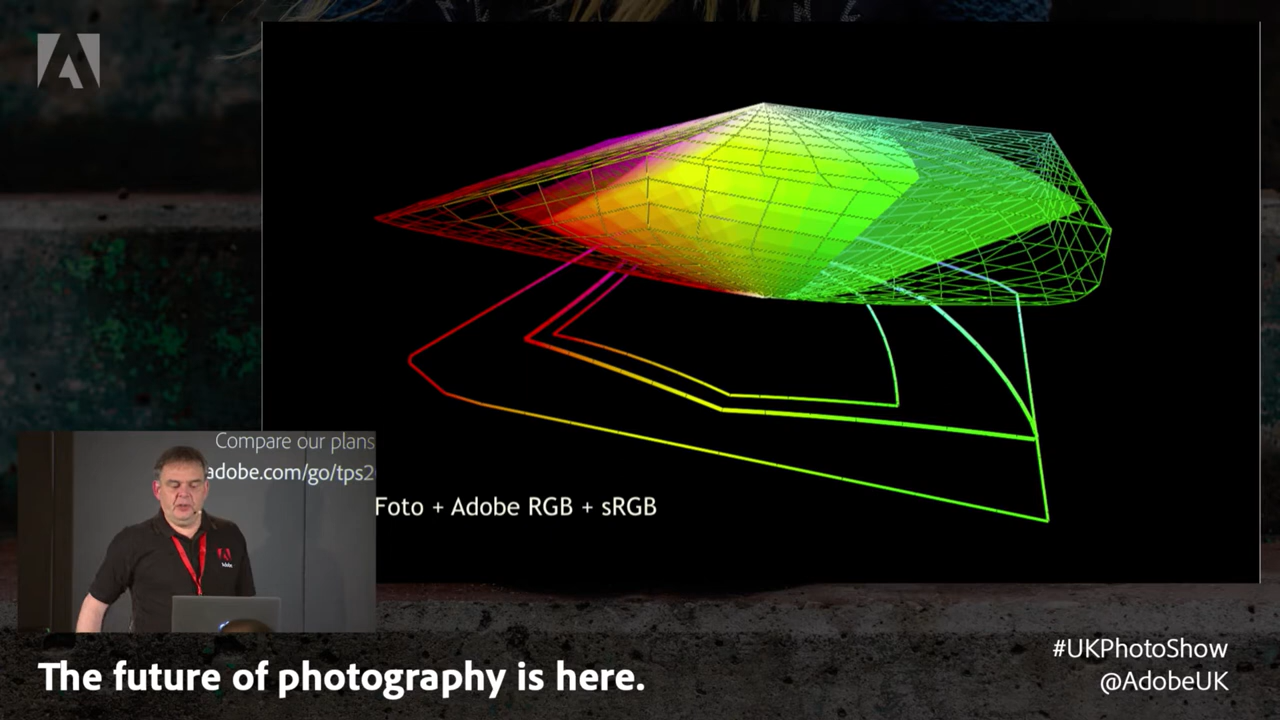 Compare our plans
adobe.com/go/tps2
Foto + Adobe RGB + sRGB
The future of photography is here.
#UKPhotoShow
@AdobeUK